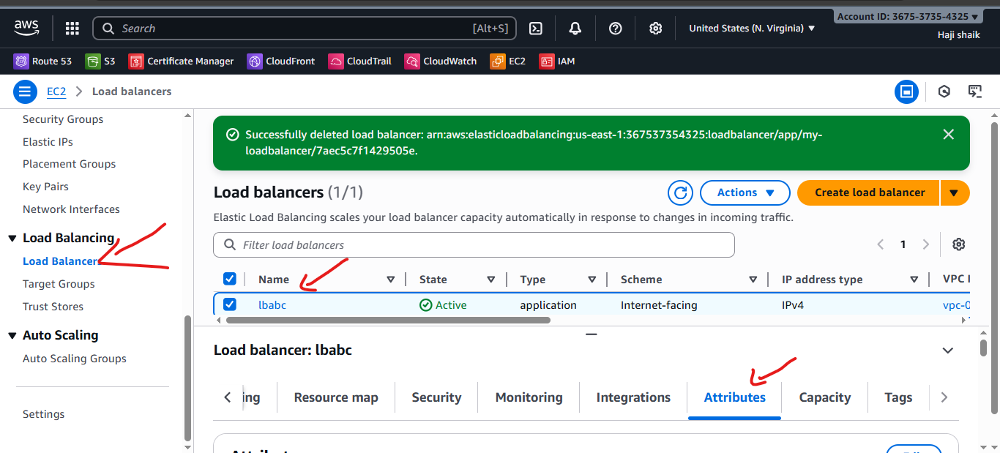 aws
Search
[Alt+S]
United States (N. Virginia)
Account ID: 3675-3735-4325
Haji shaik
Route 53
S3
Certificate Manager
CloudFront
CloudTrail
CloudWatch
EC2
IAM
EC2
Load balancers
Security Groups
Elastic IPs
Placement Groups
Key Pairs
Network Interfaces
Load Balancing
Load Balancers
Target Groups
Trust Stores
Auto Scaling
Auto Scaling Groups
Settings
Successfully deleted load balancer: arn:aws:elasticloadbalancing:us-east-1:367537354325:loadbalancer/app/my-
loadbalancer/7aec5c7f1429505e.
Load balancers (1/1)
Actions
Create load balancer
Elastic Load Balancing scales your load balancer capacity automatically in response to changes in incoming traffic.
Filter load balancers
1
Name
State
Type
Scheme
IP address type
VPC I
lbabc
Active
application
Internet-facing
IPv4
vpc-0
Load balancer: lbabc
ing
Resource map
Security
Monitoring
Integrations
Attributes
Capacity
Tags